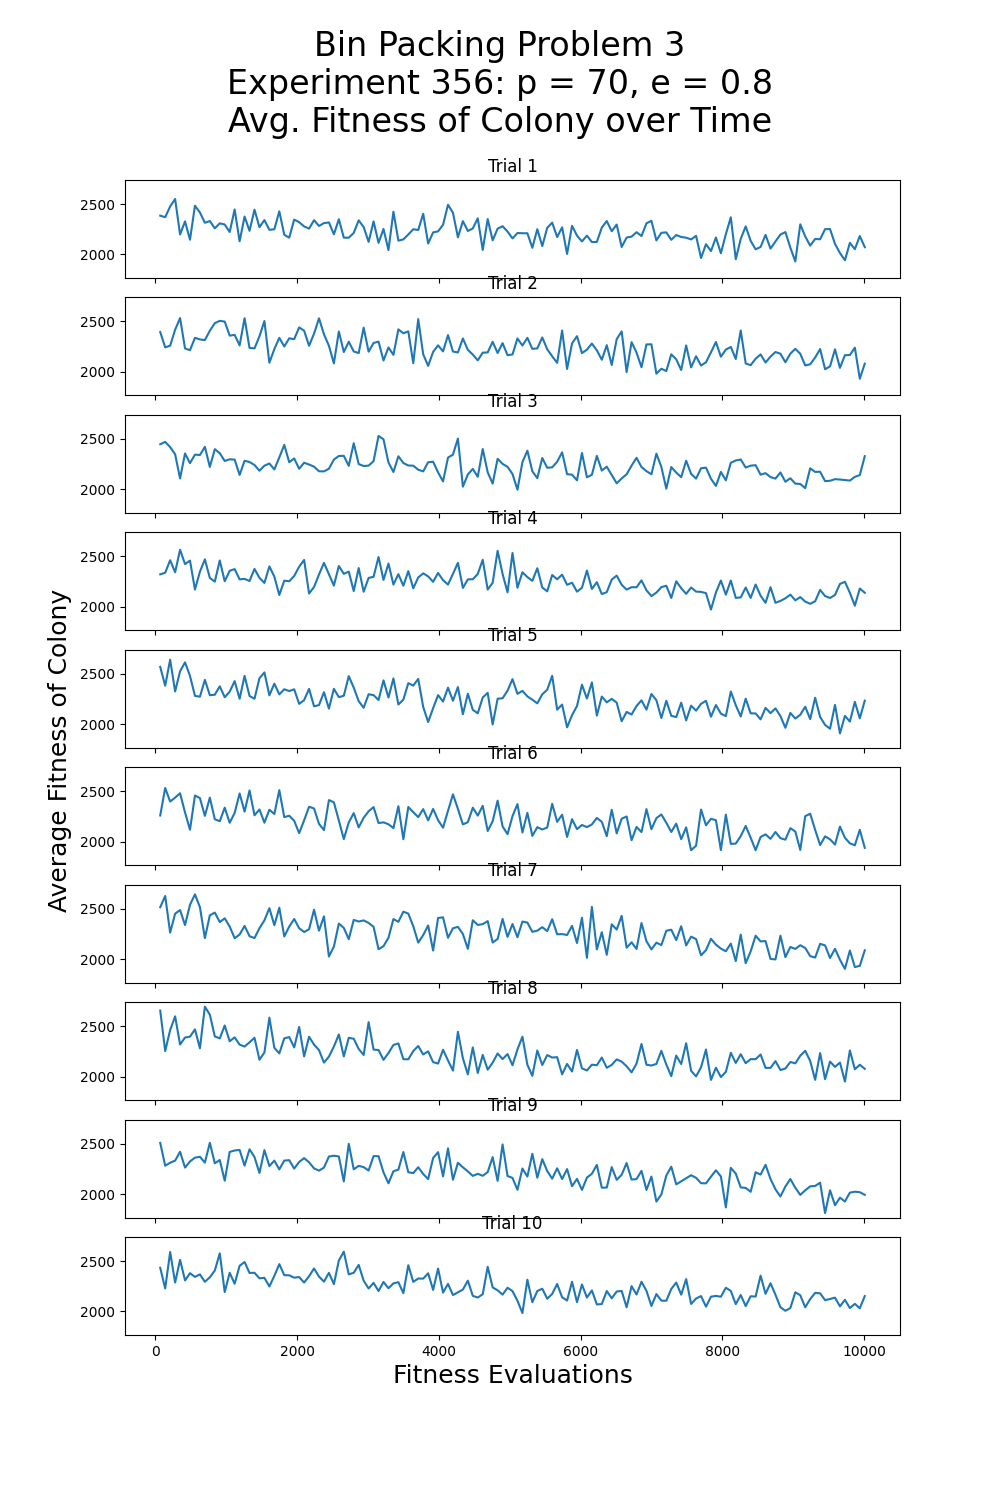 Bin Packing Problem 3
Experiment 356: p = 70, e = 0.8
Avg. Fitness of Colony over Time
Trial 1
2500
2000
Trial 2
2500
2000
Trial 3
2500
2000
Trial 4
2500
2000
Trial 5
2500
2000
Trial 6
2500
2000
Trial 7
2500
2000
Trial 8
2500
2000
Trial 9
2500
2000
Trial 10
2500
2000
0 2000 4000 6000 8000 10000
Fitness Evaluations
Average Fitness of Colony